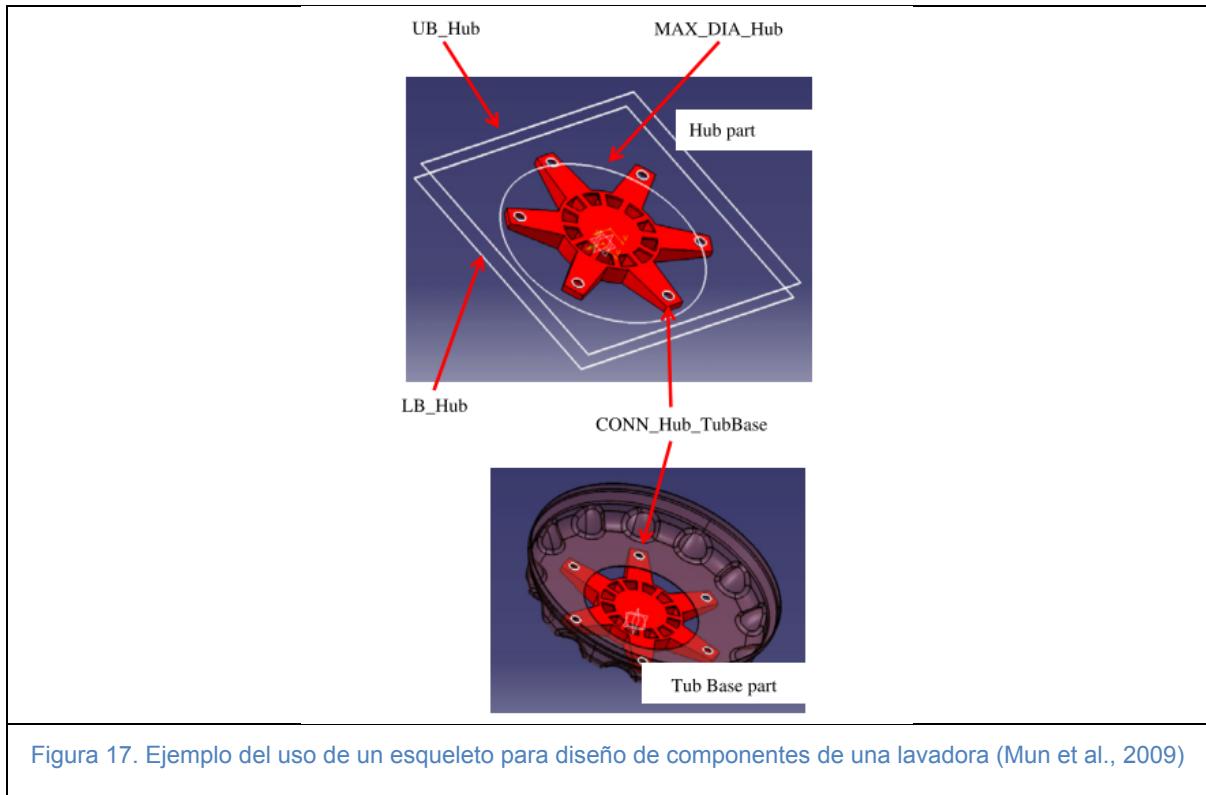 UB_Hub
MAX_DIA_Hub
Hub part
LB_Hub
CONN_Hub_TubBase
Tub Base part
Figura 17. Ejemplo del uso de un esqueleto para diseño de componentes de una lavadora (Mun et al., 2009)